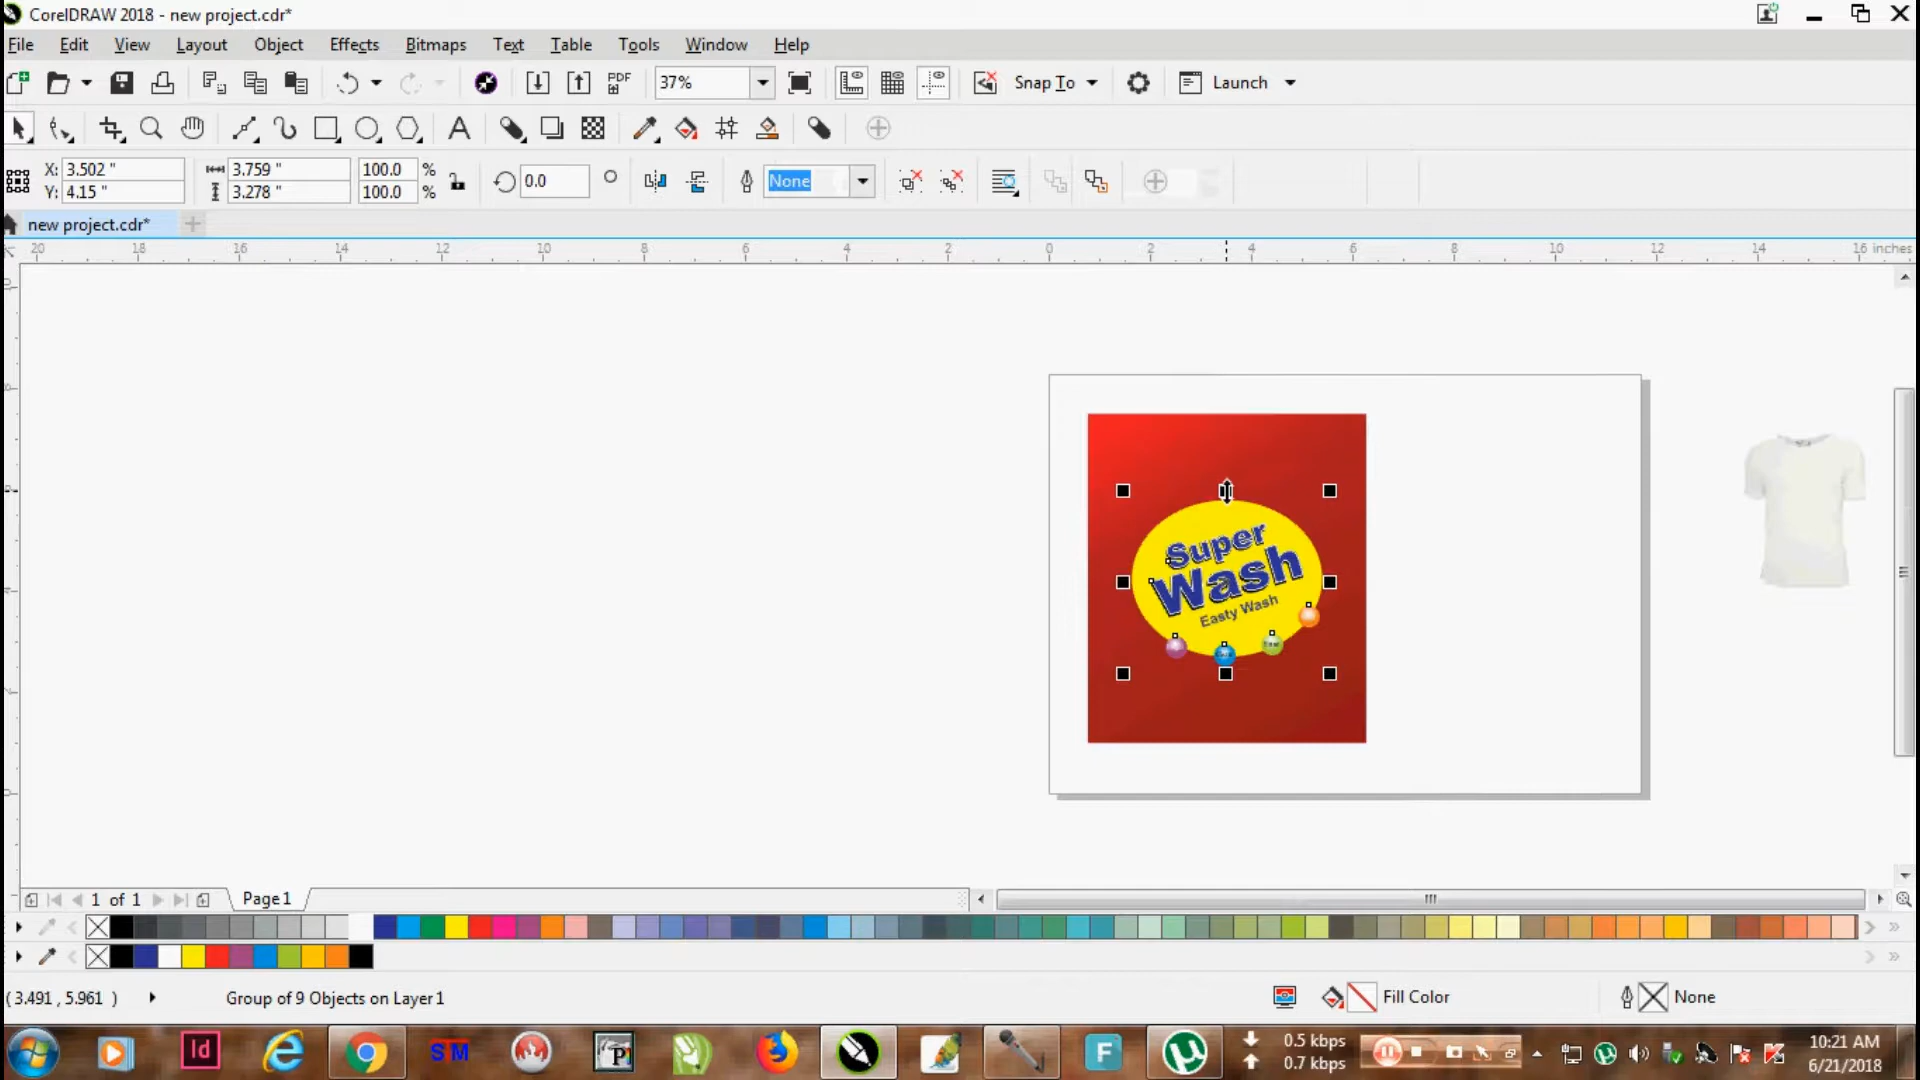 CorelDRAW 2018 - new project.cdr*
File Edit View Layout Object Effects Bitmaps Text Table Tools Window Help
PDF 37% Snap To Launch
X: 3.502 " 3.759 " 100.0 % 0.0 None
Y: 4.15 " 3.278 " 100.0 %
new project.cdr*
20 18 16 14 12 10 8 6 4 2 0 2 4 6 8 10 12 14 16 inches
Super
Wash
Easty Wash
1 of 1 Page 1
( 3.491 , 5.961 ) Group of 9 Objects on Layer 1 Fill Color None
Id SM P F 0.5 kbps 10:21 AM
0.7 kbps 6/21/2018